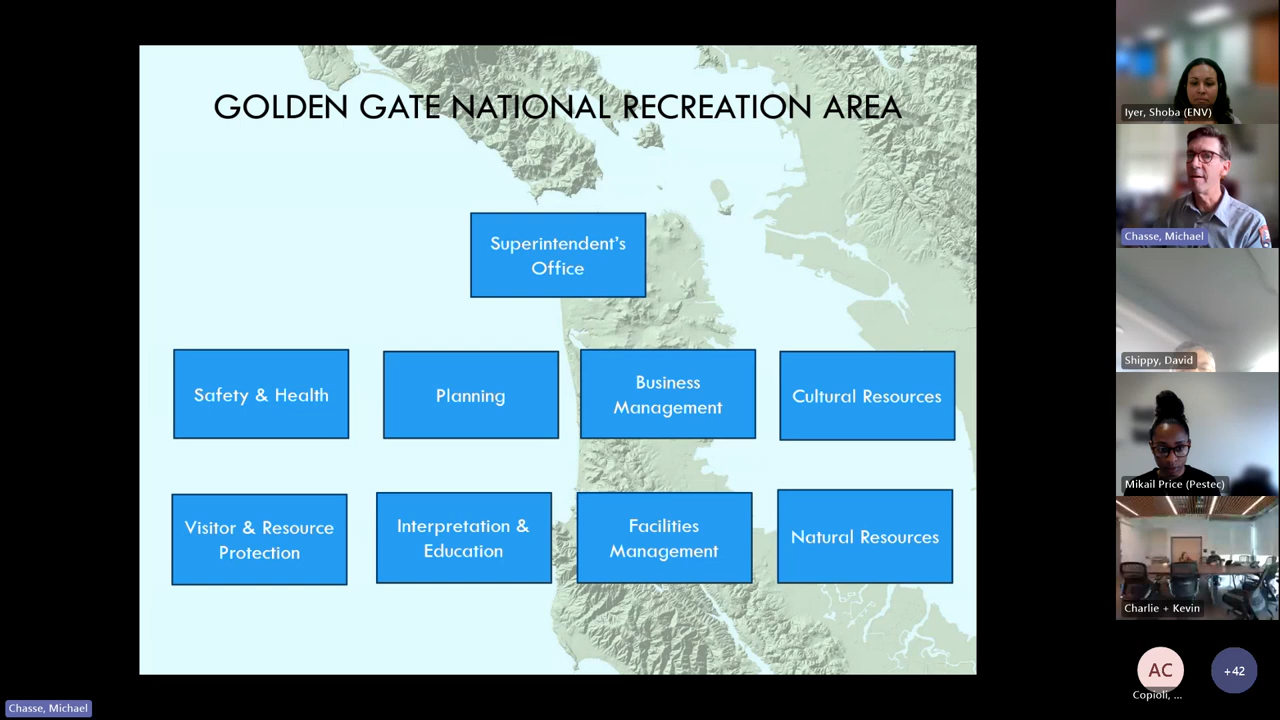 GOLDEN GATE NATIONAL RECREATION AREA
Superintendent's
Office
Safety & Health
Planning
Business
Management
Cultural Resources
Visitor & Resource
Protection
Interpretation &
Education
Facilities
Management
Natural Resources
Iyer, Shoba (ENV)
Chasse, Michael
Shippy, David
Mikail Price (Pestec)
Charlie + Kevin
AC
Copioli, ...
+42
Chasse, Michael